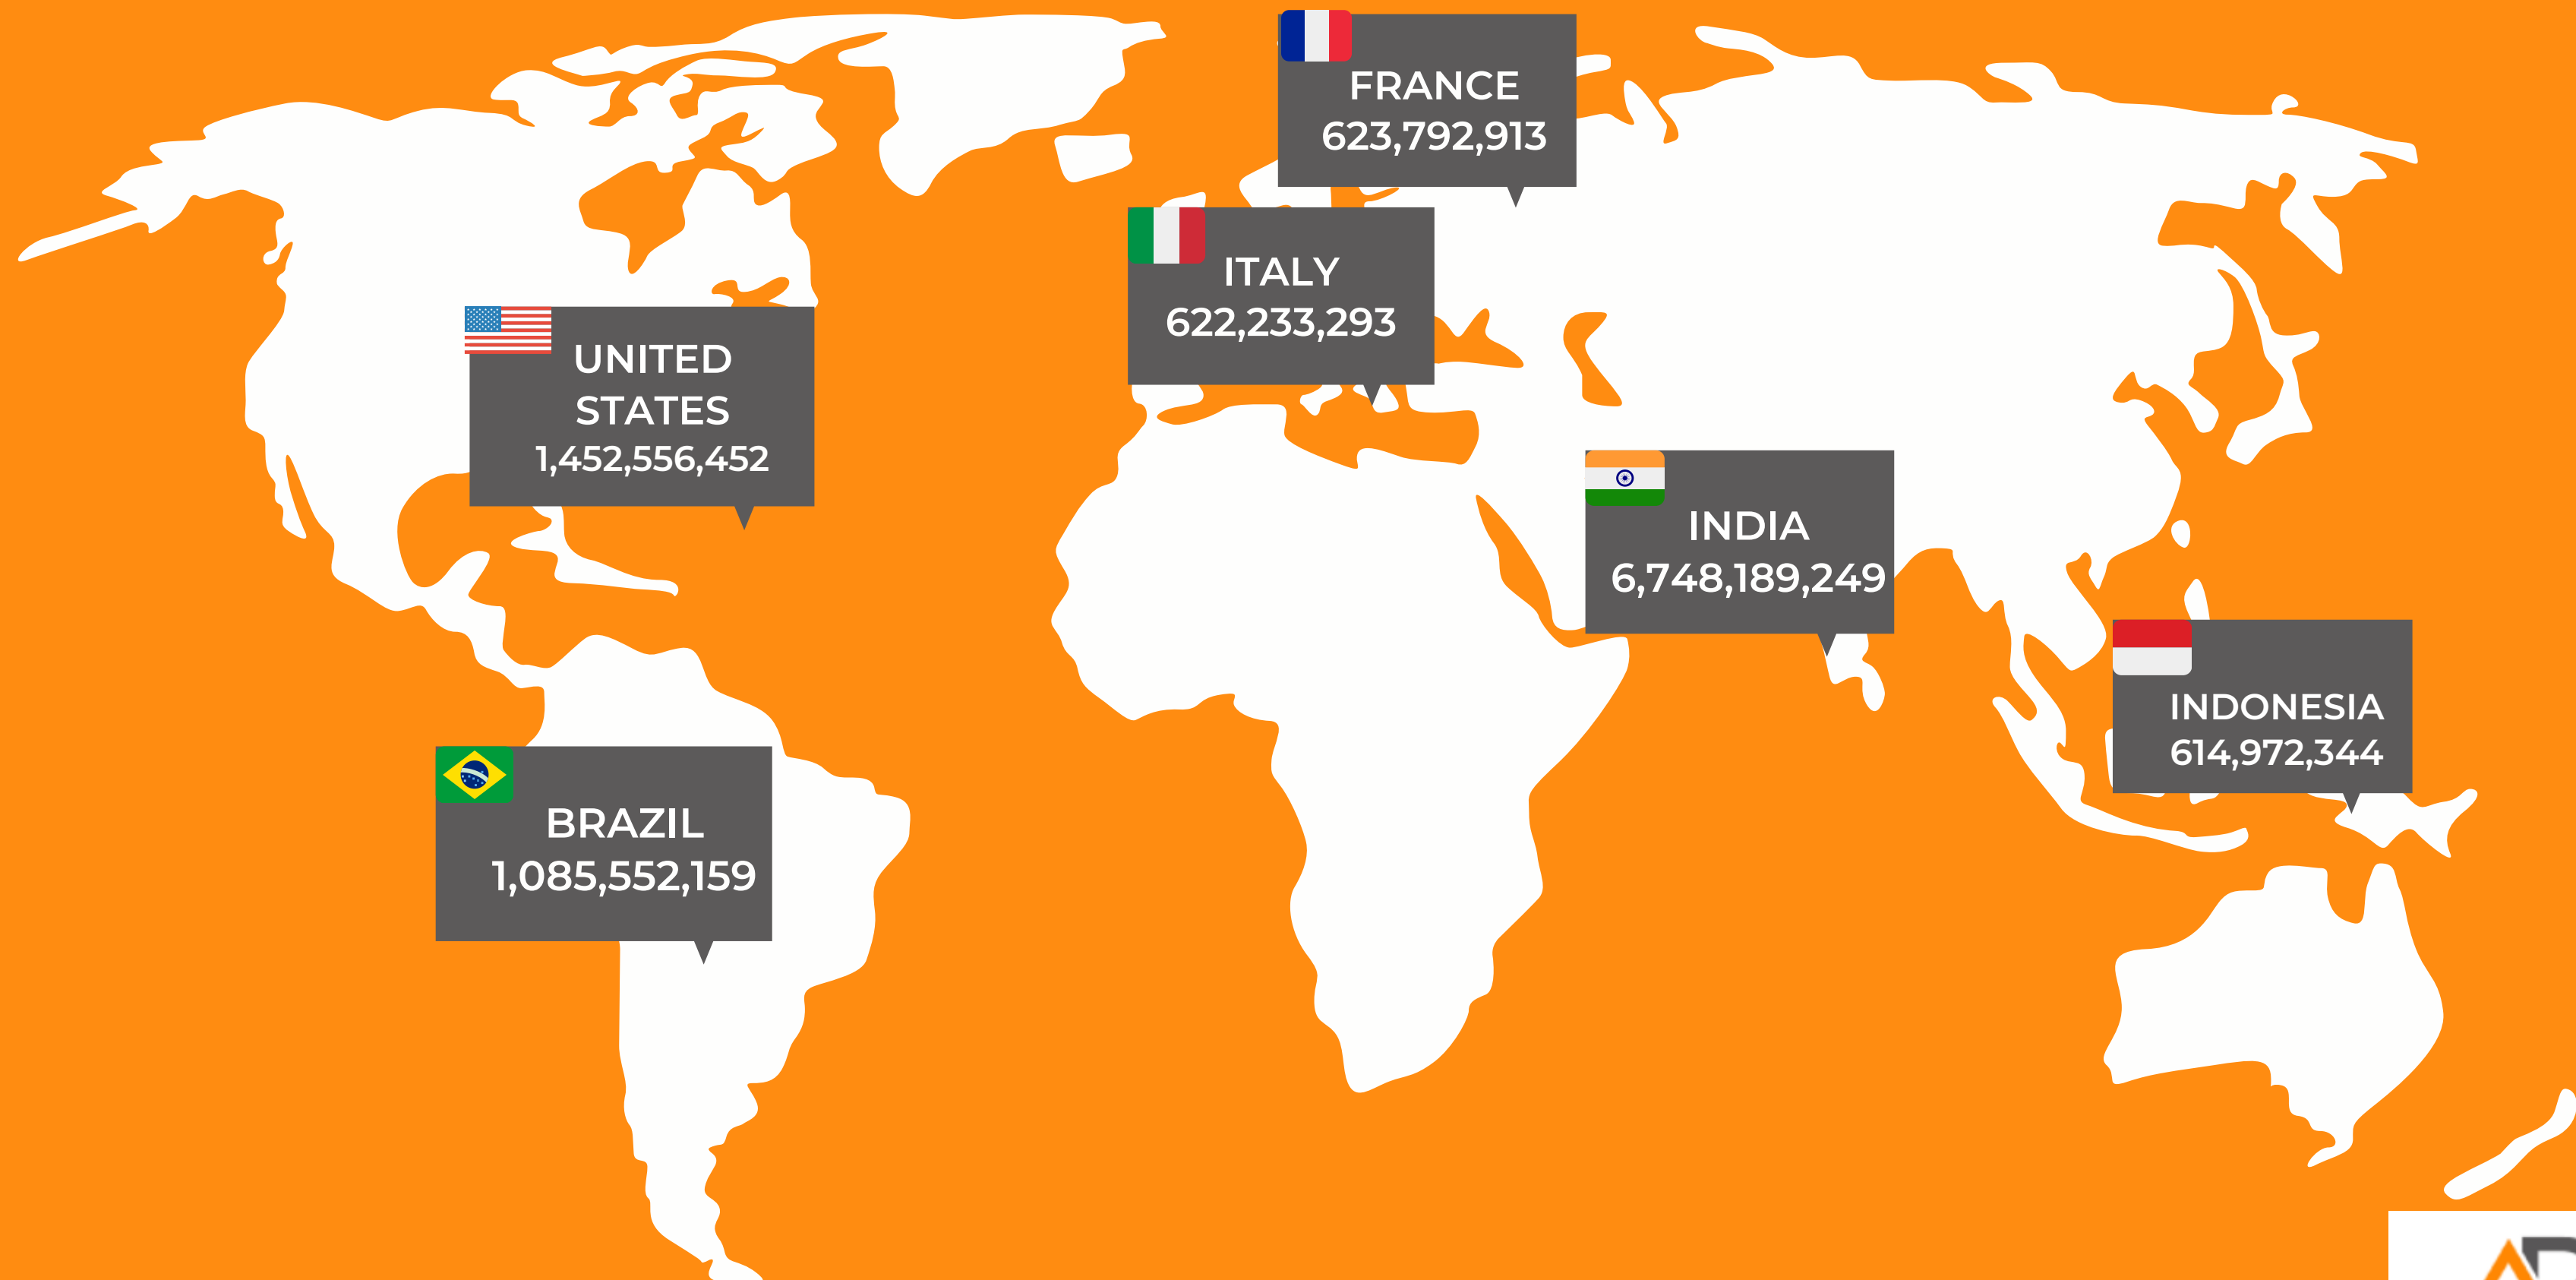 FRANCE
623,792,913
ITALY
622,233,293
UNITED
STATES
1,452,556,452
INDIA
6,748,189,249
INDONESIA
614,972,344
BRAZIL
1,085,552,159